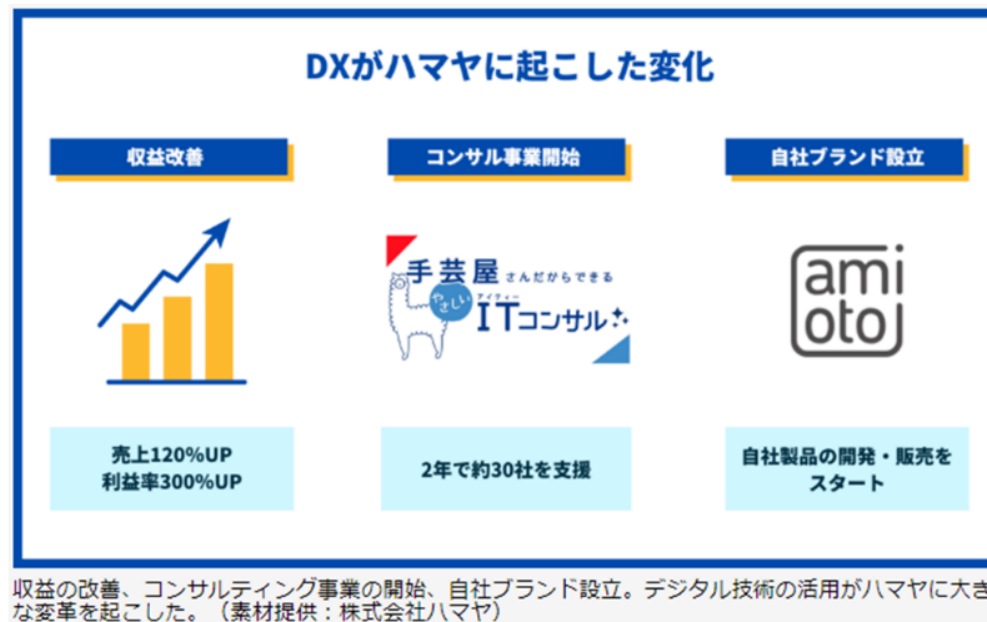 DXがハマヤに起こした変化
収益改善
コンサル事業開始
自社ブランド設立
手芸屋さんだからできる
やさしい
アイティー
ITコンサル
ami
oto
売上120%UP
利益率300%UP
2年で約30社を支援
自社製品の開発・販売を
スタート
収益の改善、コンサルティング事業の開始、自社ブランド設立。デジタル技術の活用がハマヤに大き
な変革を起こした。（素材提供：株式会社ハマヤ）